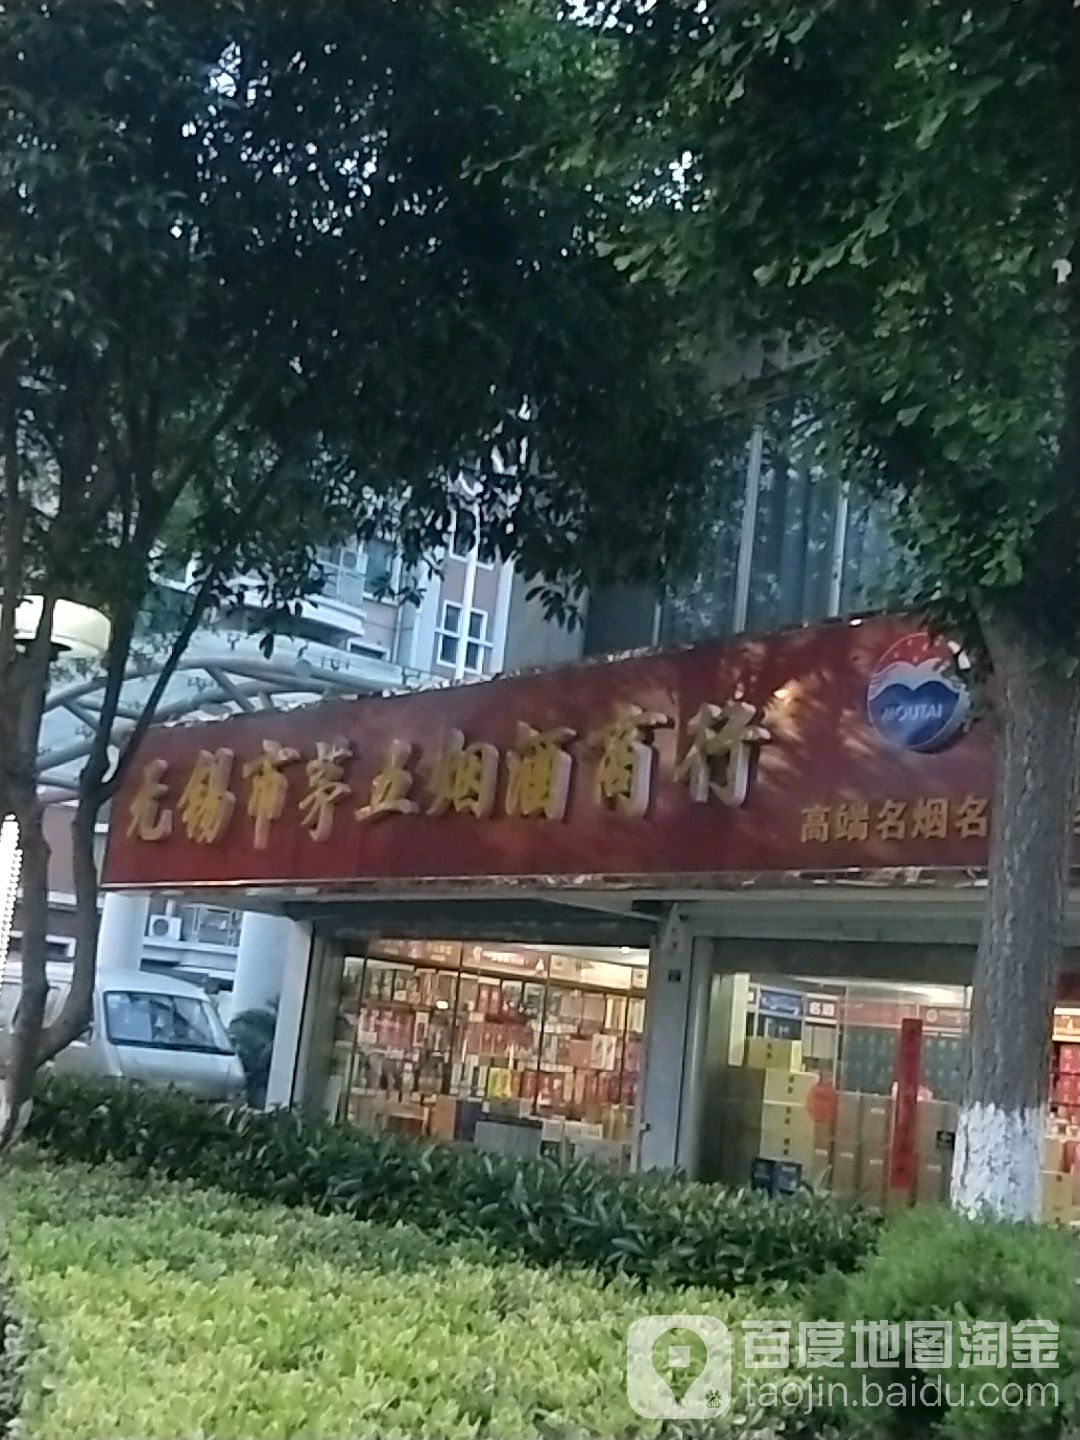 MOUTAI
无锡市茅五烟酒商行
高端名烟名
百度地图淘金
taojin.baidu.com